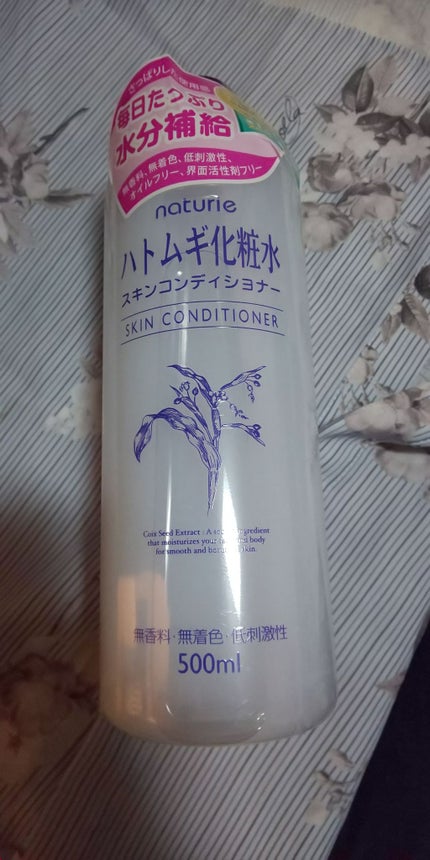 さっぱりした使用感
毎日たっぷり
水分補給
無香料、無着色、低刺激性、
オイルフリー、界面活性剤フリー
naturie
ハトムギ化粧水
スキンコンディショナー
SKIN CONDITIONER
Coix Seed Extract : A
ingredient
that moisturizes your
body
for smooth and
skin.
無香料・無着色・低刺激性
500ml